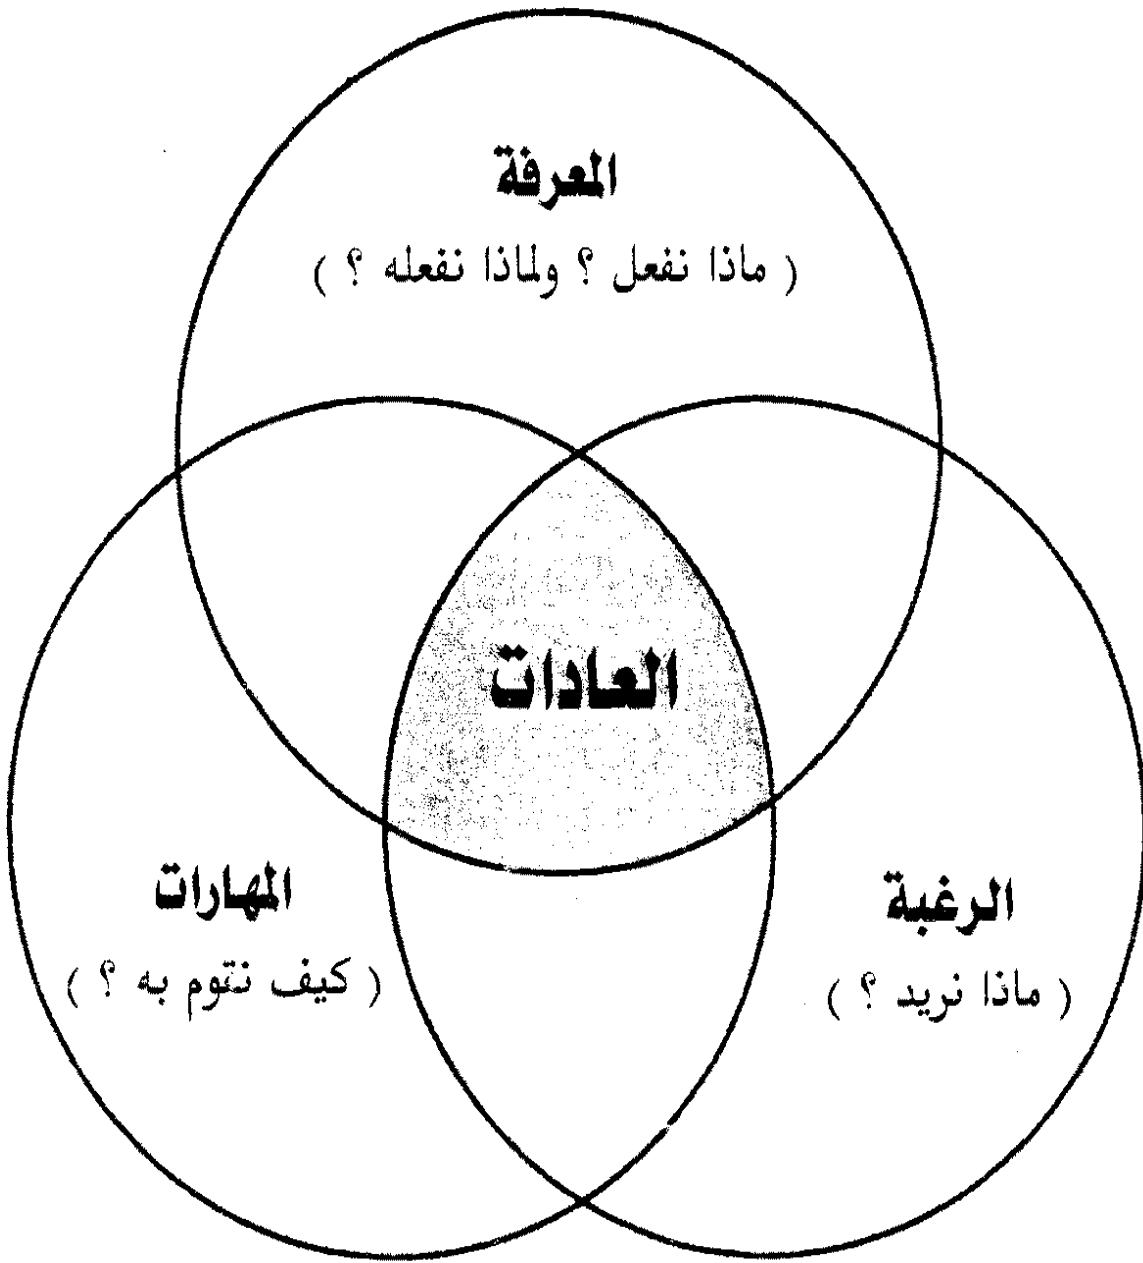 المعرفة
( ماذا نفعل ؟ ولماذا نفعله ؟ )
العادات
المهارات
( كيف نقوم به ؟ )
الرغبة
( ماذا نريد ؟ )